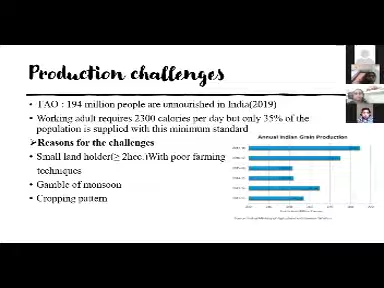 Production challenges
• FAO : 194 million people are unnourished in India(2019)
• Working adult requires 2300 calories per day but only 35% of the
population is supplied with this minimum standard
➤Reasons for the challenges
• Small land holder(≥ 2hec.)With poor farming
techniques
• Gamble of monsoon
• Cropping pattern
Annual Indian Grain Production